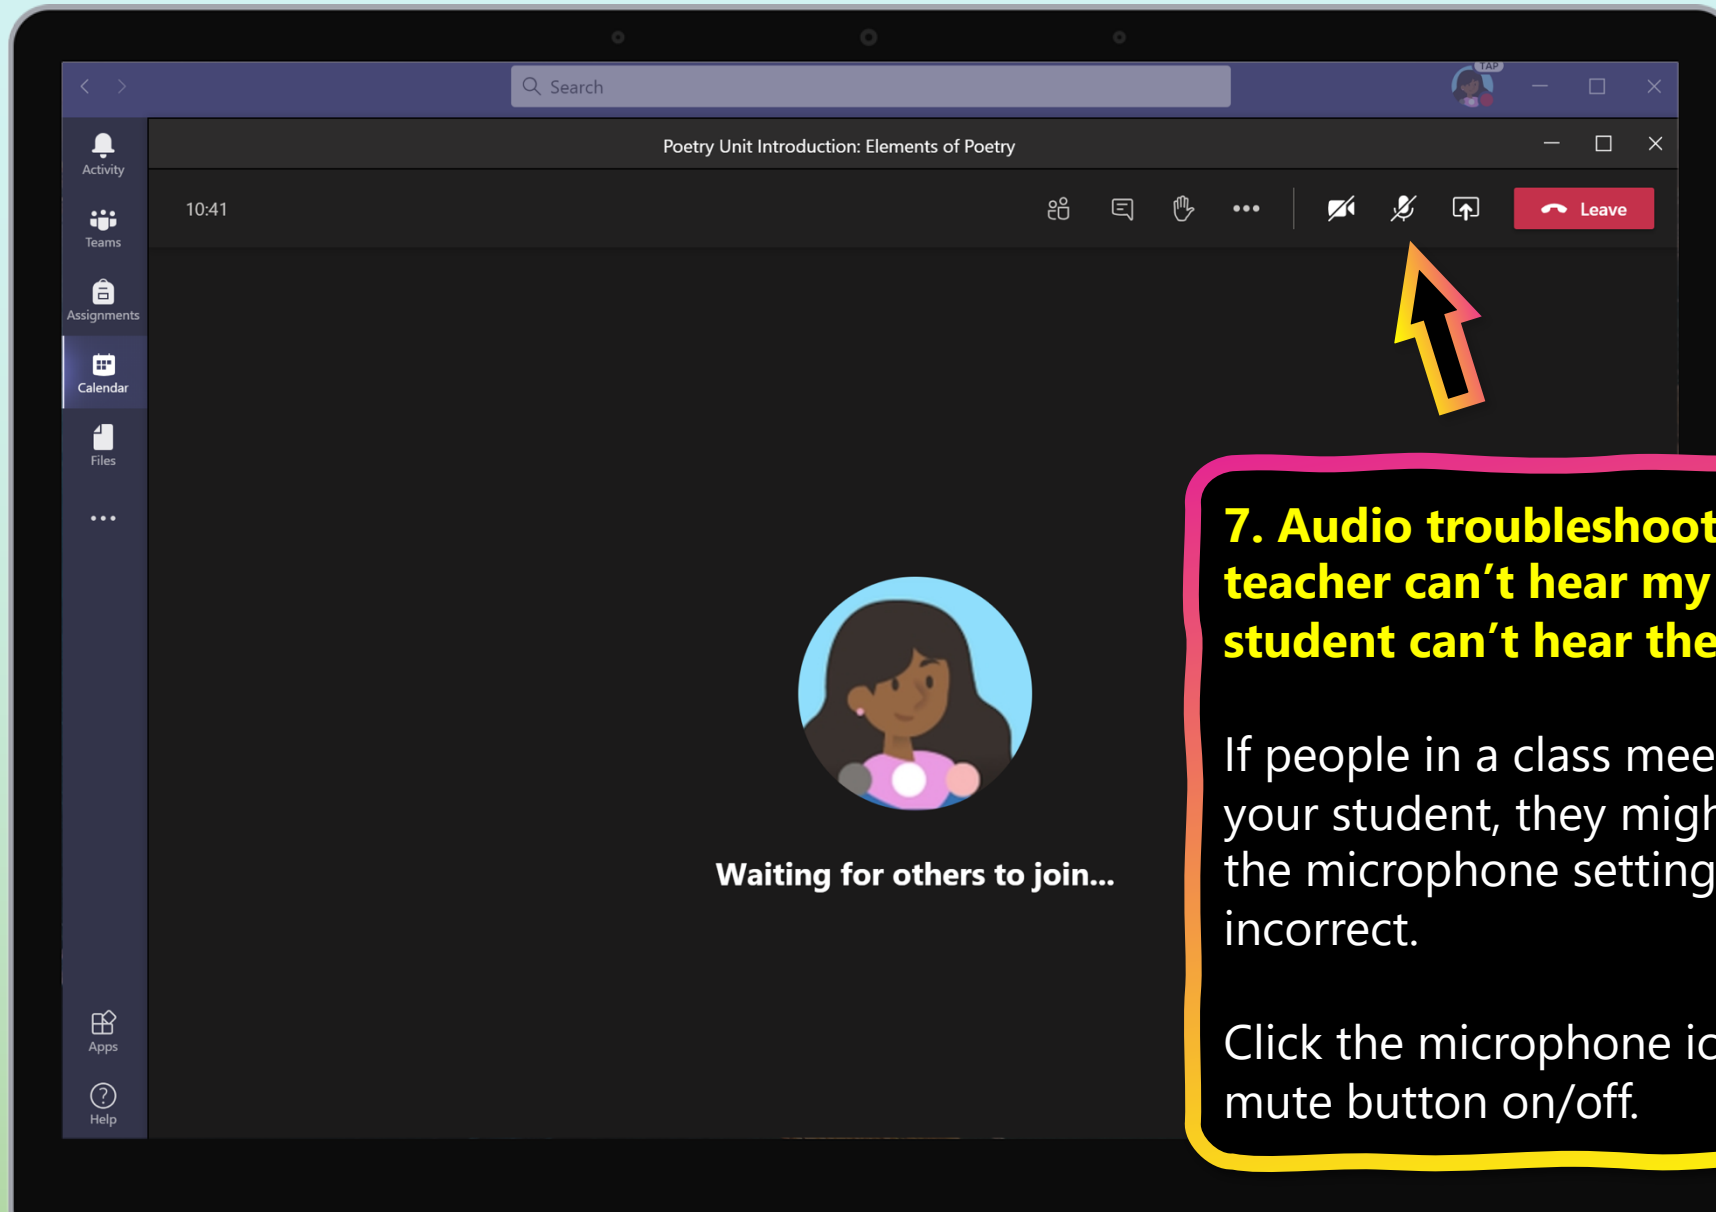 Search
TAP
Activity
Poetry Unit Introduction: Elements of Poetry
10:41
Leave
Teams
Assignments
Calendar
Files
Waiting for others to join...
Apps
Help
7. Audio troubleshoot
teacher can’t hear my
student can’t hear the
If people in a class mee
your student, they migh
the microphone setting
incorrect.
Click the microphone ic
mute button on/off.